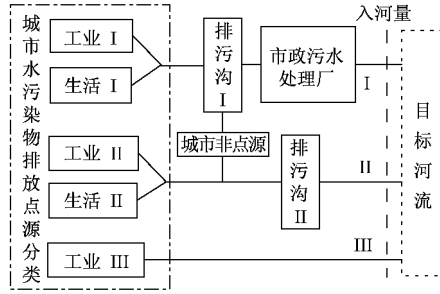 入河量
城市水污染物排放点源分类
工业 I
生活 I
排污沟 I
市政污水
处理厂
I
目标河流
城市非点源
工业 II
生活 II
排污沟 II
II
工业 III
III